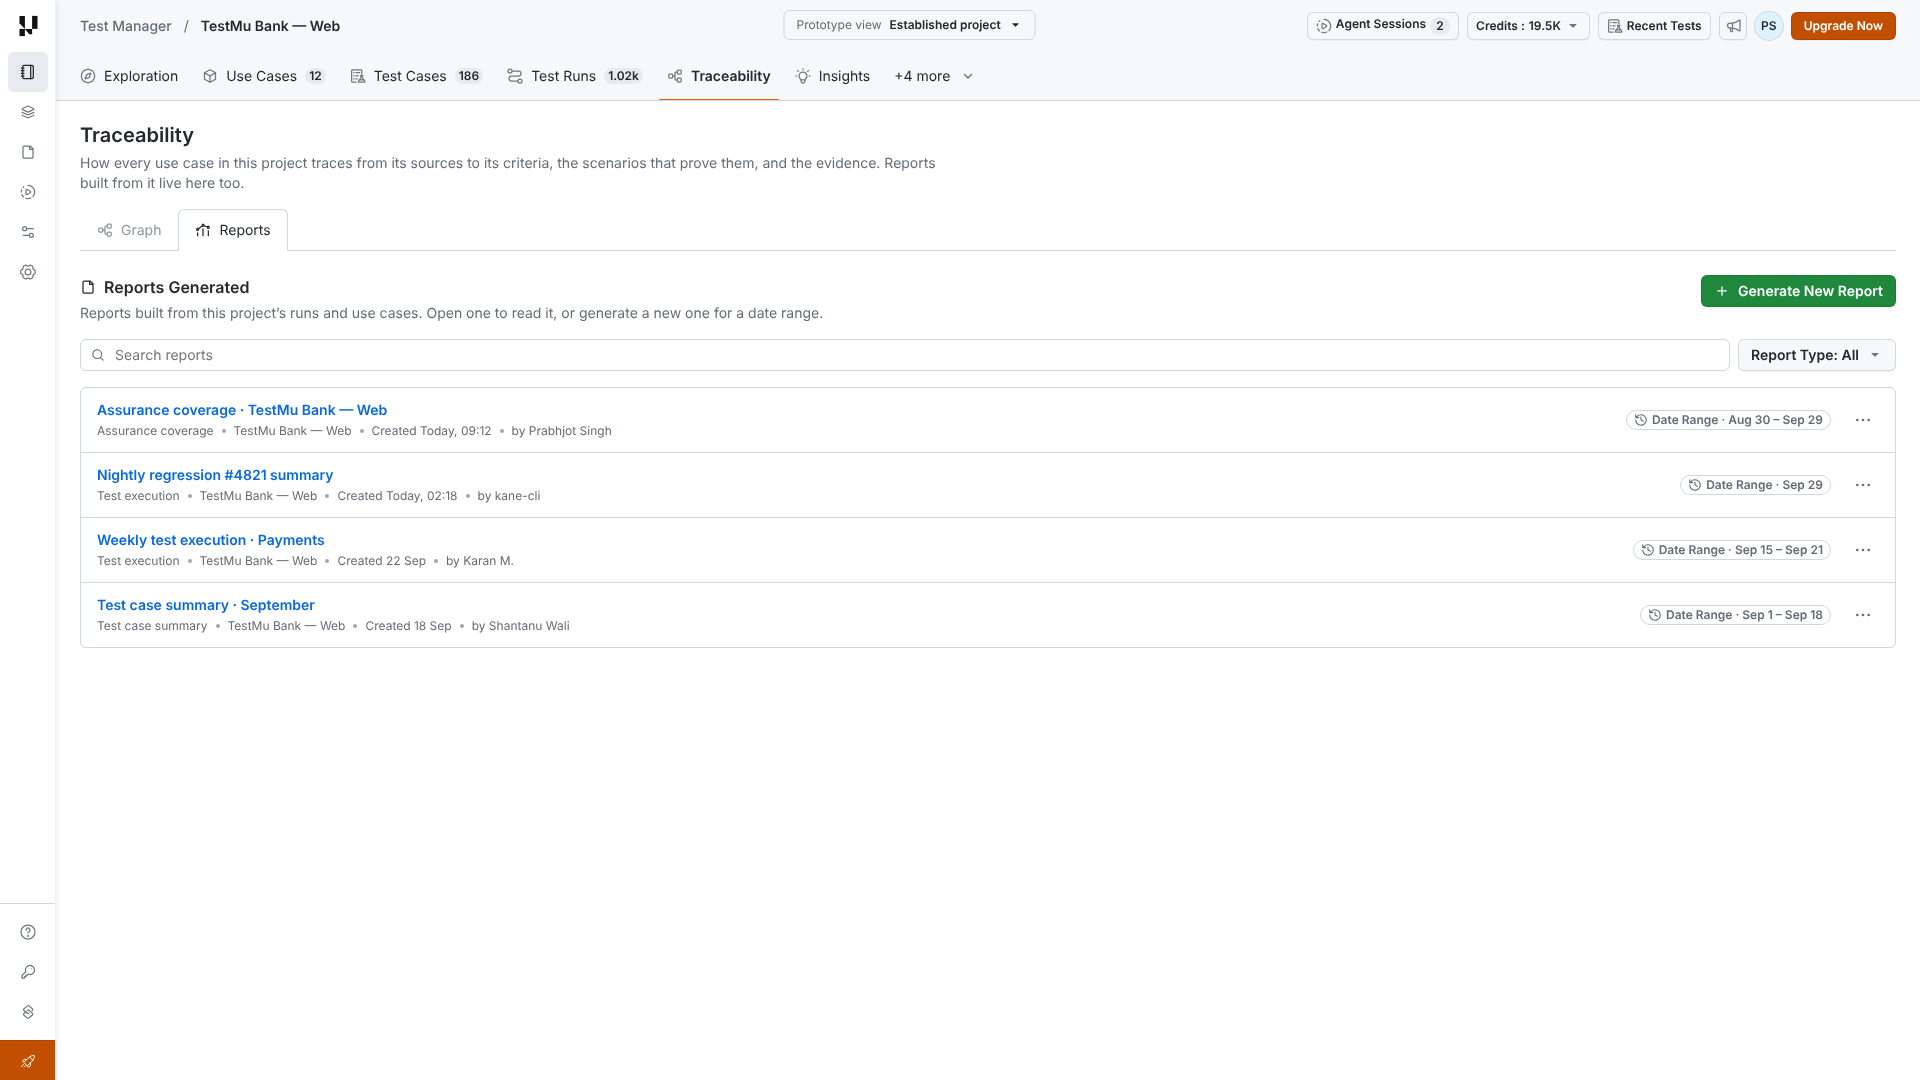 Test Manager / TestMu Bank — Web
Prototype view Established project
Agent Sessions 2
Credits : 19.5K
Recent Tests
PS
Upgrade Now
Exploration
Use Cases 12
Test Cases 186
Test Runs 1.02k
Traceability
Insights
+4 more
Traceability
How every use case in this project traces from its sources to its criteria, the scenarios that prove them, and the evidence. Reports
built from it live here too.
Graph
Reports
Reports Generated
Generate New Report
Reports built from this project’s runs and use cases. Open one to read it, or generate a new one for a date range.
Search reports
Report Type: All
Assurance coverage · TestMu Bank — Web
Assurance coverage • TestMu Bank — Web • Created Today, 09:12 • by Prabhjot Singh
Date Range · Aug 30 – Sep 29
Nightly regression #4821 summary
Test execution • TestMu Bank — Web • Created Today, 02:18 • by kane-cli
Date Range · Sep 29
Weekly test execution · Payments
Test execution • TestMu Bank — Web • Created 22 Sep • by Karan M.
Date Range · Sep 15 – Sep 21
Test case summary · September
Test case summary • TestMu Bank — Web • Created 18 Sep • by Shantanu Wali
Date Range · Sep 1 – Sep 18